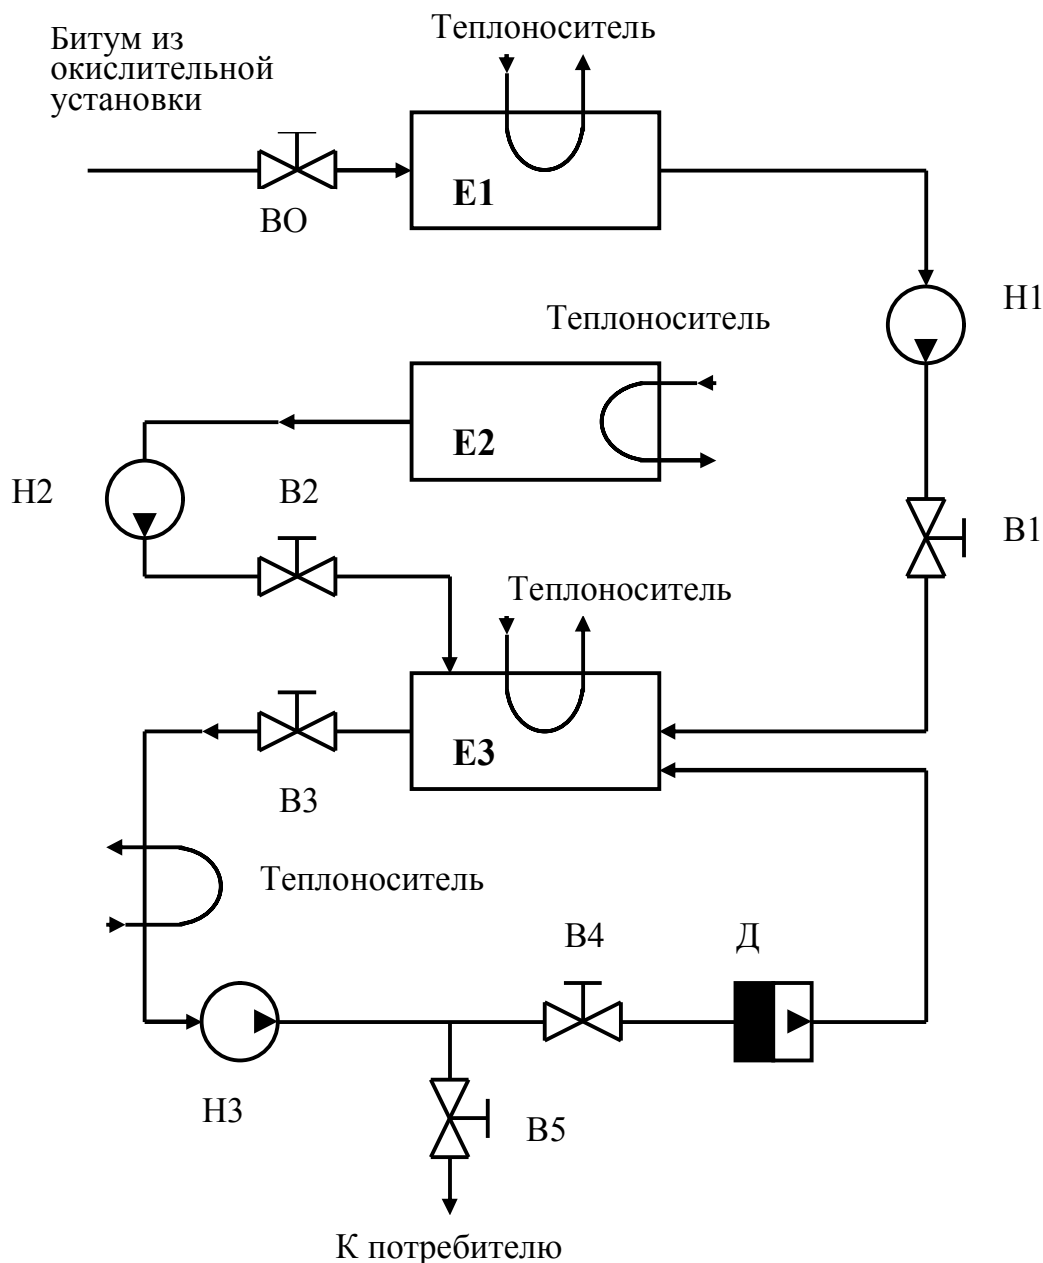 Теплоноситель
Битум из
окислительной
установки
Е1
ВО
Н1
Теплоноситель
Е2
Н2
В2
В1
Теплоноситель
Е3
В3
Теплоноситель
В4
Д
Н3
В5
К потребителю